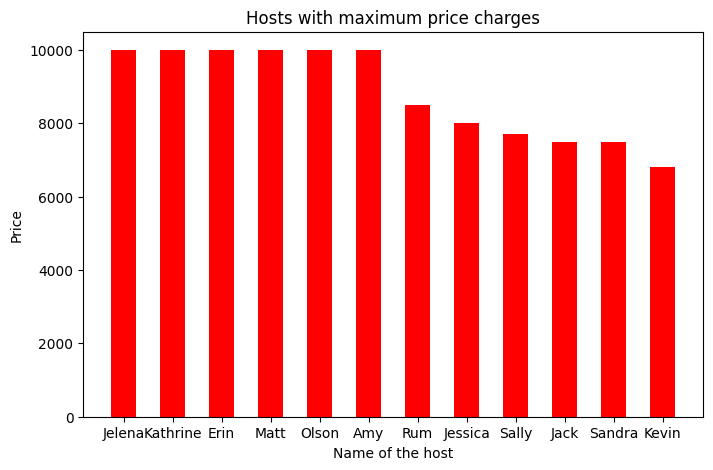 Hosts with maximum price charges
Price
10000
8000
6000
4000
2000
0
Jelena Kathrine Erin Matt Olson Amy Rum Jessica Sally Jack Sandra Kevin
Name of the host